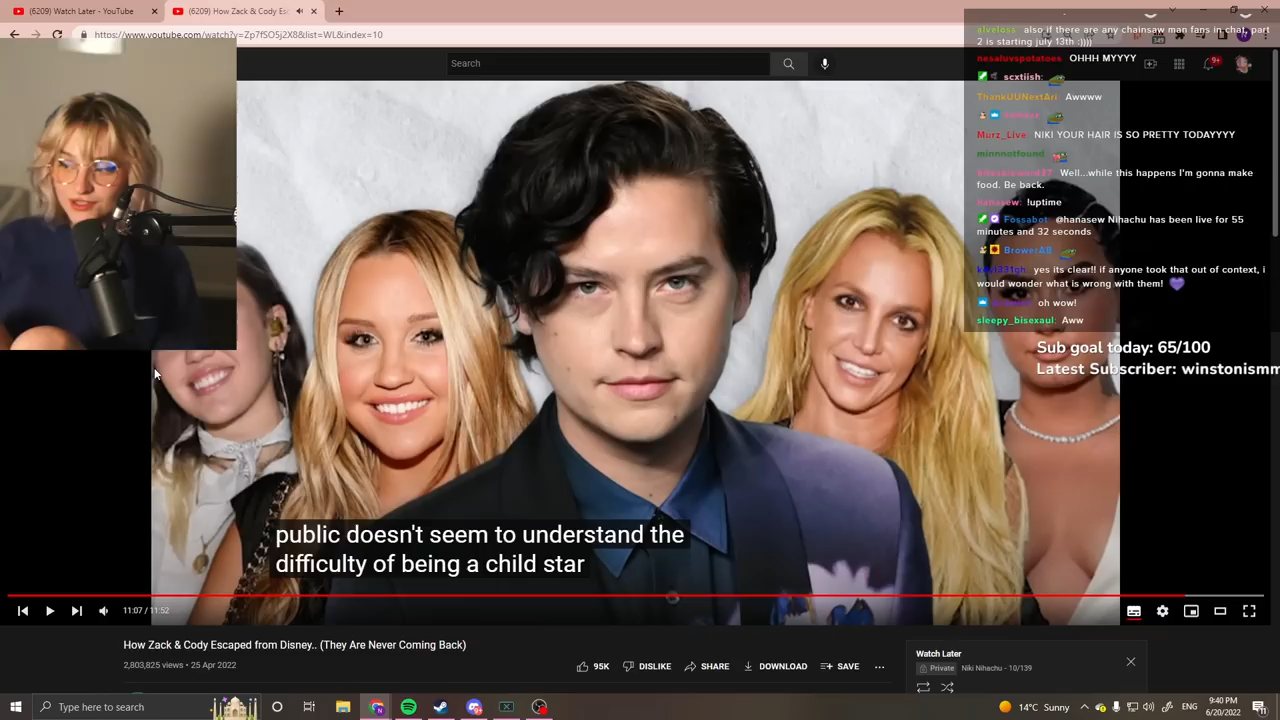 (6209) Watch Later - YouTube
(6209) How Zack & Cody Es
https://www.youtube.com/watch?v=Zp7fSO5j2X8&list=WL&index=10
Search
9+
349
alveloss also if there are any chainsaw man fans in chat, part
2 is starting july 13th :))))
nesaluvspotatoes OHHH MYYYY
scxtiish:
ThankUUNextAri: Awwww
Murz_Live: NIKI YOUR HAIR IS SO PRETTY TODAYYYY
minnnotfound
Well...while this happens I'm gonna make
food. Be back.
hanasew: !uptime
Fossabot: @hanasew Nihachu has been live for 55
minutes and 32 seconds
BrowerAB
yes its clear!! if anyone took that out of context, i
would wonder what is wrong with them!
oh wow!
sleepy_bisexaul: Aww
Sub goal today: 65/100
Latest Subscriber: winstonismm
public doesn't seem to understand the
difficulty of being a child star
11:07 / 11:52
How Zack & Cody Escaped from Disney.. (They Are Never Coming Back)
2,803,825 views • 25 Apr 2022
95K
DISLIKE
SHARE
DOWNLOAD
SAVE
Watch Later
Private
Niki Nihachu - 10/139
Type here to search
14°C Sunny
ENG
9:40 PM
6/20/2022